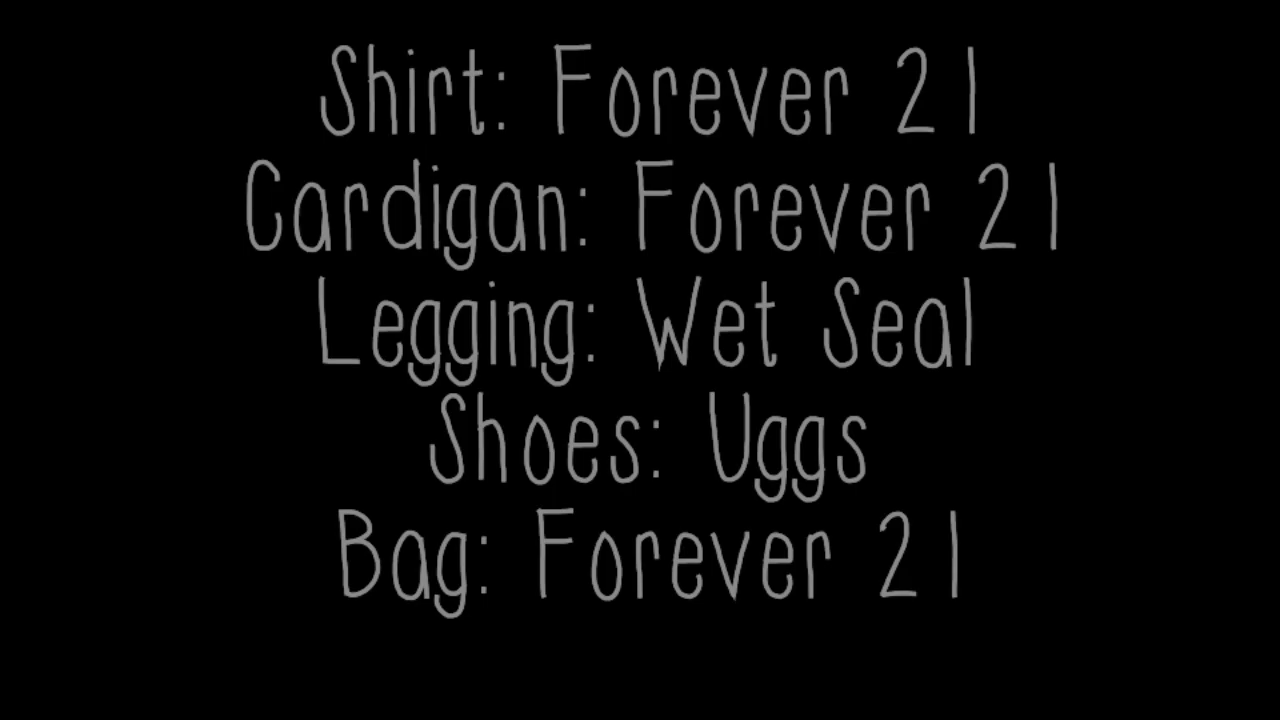 Shirt: Forever 21
Cardigan: Forever 21
Legging: Wet Seal
Shoes: Uggs
Bag: Forever 21